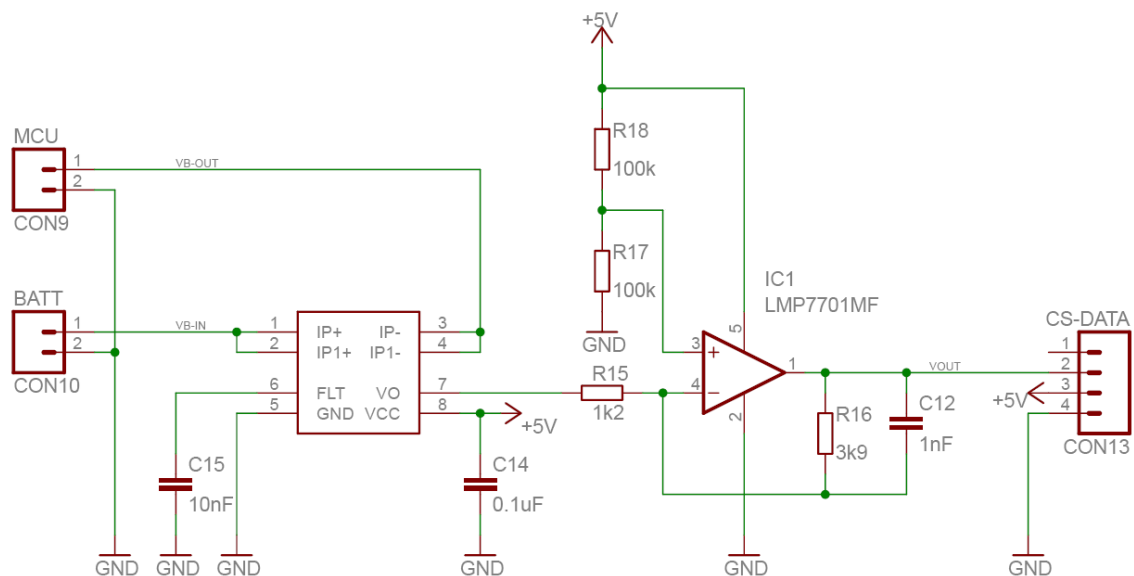 +5V
R18
100k
MCU
1
2
CON9
VB-OUT
R17
100k
GND
IC1
LMP7701MF
BATT
1
2
CON10
VB-IN
1
2
6
5
IP+
IP1+
FLT
GND
IP-
IP1-
VO
VCC
3
4
7
8
+5V
R15
1k2
3
4
5
2
1
+
−
R16
3k9
C12
1nF
VOUT
CS-DATA
1
2
3
4
+5V
CON13
C15
10nF
C14
0.1uF
GND
GND
GND
GND
GND
GND